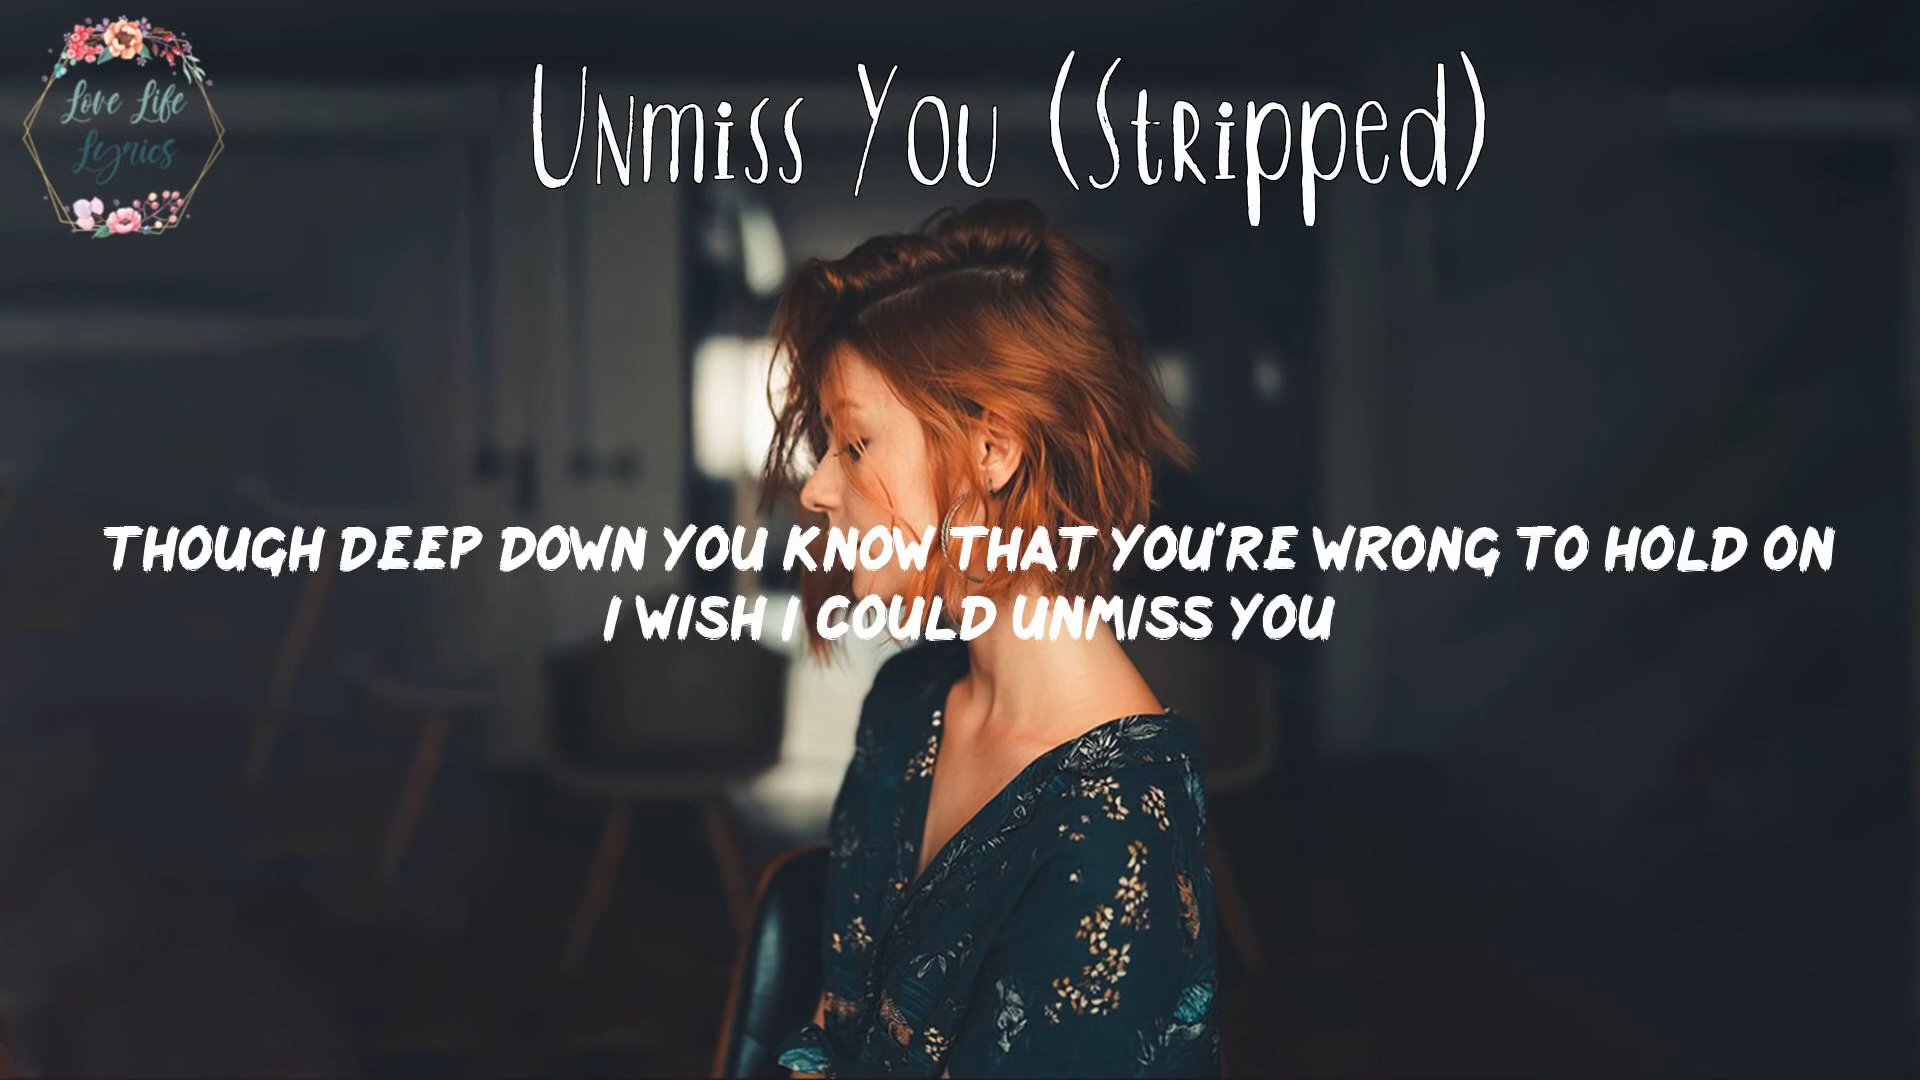 Love Life
Lyrics
Unmiss You (Stripped)
THOUGH DEEP DOWN YOU KNOW THAT YOU'RE WRONG TO HOLD ON
I WISH I COULD UNMISS YOU